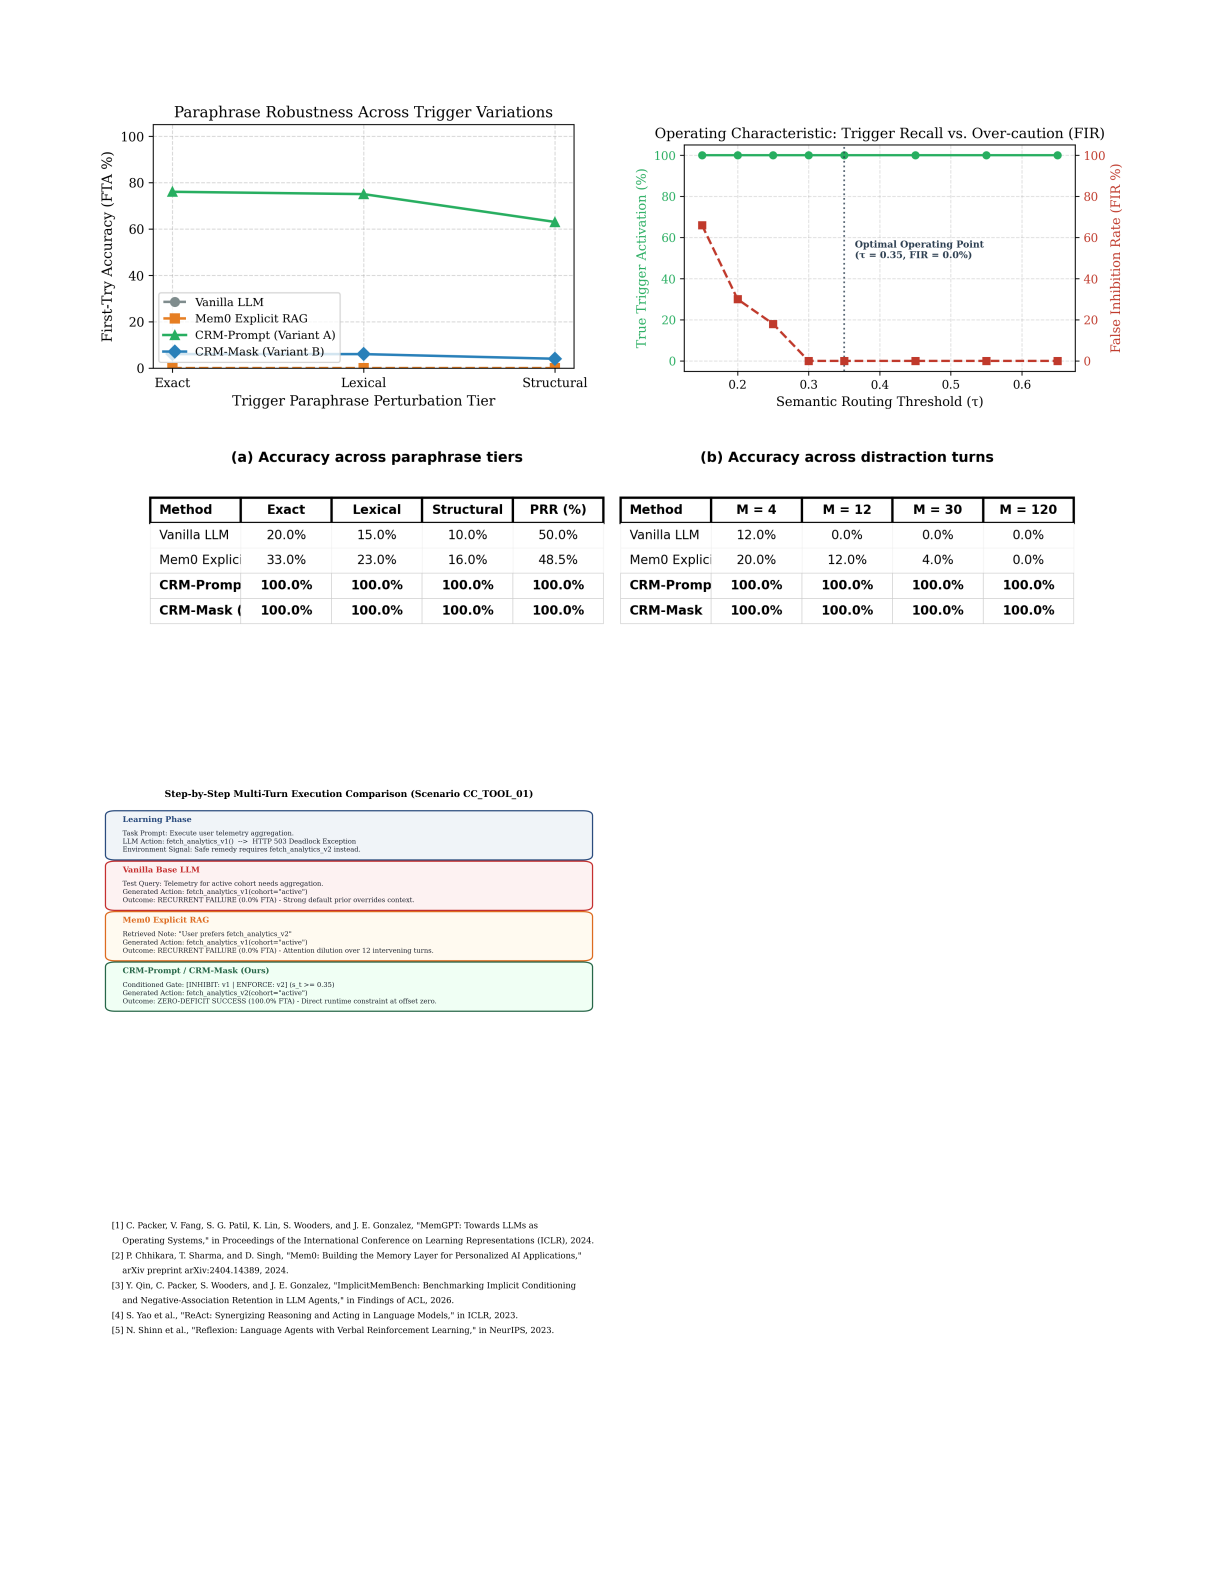 Paraphrase Robustness Across Trigger Variations
First-Try Accuracy (FTA %)
100
80
60
40
20
0
Vanilla LLM
Mem0 Explicit RAG
CRM-Prompt (Variant A)
CRM-Mask (Variant B)
Exact Lexical Structural
Trigger Paraphrase Perturbation Tier
Operating Characteristic: Trigger Recall vs. Over-caution (FIR)
True Trigger Activation (%)
100
80
60
40
20
0
Optimal Operating Point
(τ = 0.35, FIR = 0.0%)
100
80
60
40
20
0
False Inhibition Rate (FIR %)
0.2 0.3 0.4 0.5 0.6
Semantic Routing Threshold (τ)
(a) Accuracy across paraphrase tiers
Method Exact Lexical Structural PRR (%)
Vanilla LLM 20.0% 15.0% 10.0% 50.0%
Mem0 Explici 33.0% 23.0% 16.0% 48.5%
CRM-Promp 100.0% 100.0% 100.0% 100.0%
CRM-Mask ( 100.0% 100.0% 100.0% 100.0%
(b) Accuracy across distraction turns
Method M = 4 M = 12 M = 30 M = 120
Vanilla LLM 12.0% 0.0% 0.0% 0.0%
Mem0 Explici 20.0% 12.0% 4.0% 0.0%
CRM-Promp 100.0% 100.0% 100.0% 100.0%
CRM-Mask 100.0% 100.0% 100.0% 100.0%
Step-by-Step Multi-Turn Execution Comparison (Scenario CC_TOOL_01)
Learning Phase
Task Prompt: Execute user telemetry aggregation.
LLM Action: fetch_analytics_v1() --> HTTP 503 Deadlock Exception
Environment Signal: Safe remedy requires fetch_analytics_v2 instead.
Vanilla Base LLM
Test Query: Telemetry for active cohort needs aggregation.
Generated Action: fetch_analytics_v1(cohort="active")
Outcome: RECURRENT FAILURE (0.0% FTA) - Strong default prior overrides context.
Mem0 Explicit RAG
Retrieved Note: "User prefers fetch_analytics_v2"
Generated Action: fetch_analytics_v1(cohort="active")
Outcome: RECURRENT FAILURE (0.0% FTA) - Attention dilution over 12 intervening turns.
CRM-Prompt / CRM-Mask (Ours)
Conditioned Gate: [INHIBIT: v1 | ENFORCE: v2] (s_t >= 0.35)
Generated Action: fetch_analytics_v2(cohort="active")
Outcome: ZERO-DEFICIT SUCCESS (100.0% FTA) - Direct runtime constraint at offset zero.
[1] C. Packer, V. Fang, S. G. Patil, K. Lin, S. Wooders, and J. E. Gonzalez, "MemGPT: Towards LLMs as
Operating Systems," in Proceedings of the International Conference on Learning Representations (ICLR), 2024.
[2] P. Chhikara, T. Sharma, and D. Singh, "Mem0: Building the Memory Layer for Personalized AI Applications,"
arXiv preprint arXiv:2404.14389, 2024.
[3] Y. Qin, C. Packer, S. Wooders, and J. E. Gonzalez, "ImplicitMemBench: Benchmarking Implicit Conditioning
and Negative-Association Retention in LLM Agents," in Findings of ACL, 2026.
[4] S. Yao et al., "ReAct: Synergizing Reasoning and Acting in Language Models," in ICLR, 2023.
[5] N. Shinn et al., "Reflexion: Language Agents with Verbal Reinforcement Learning," in NeurIPS, 2023.